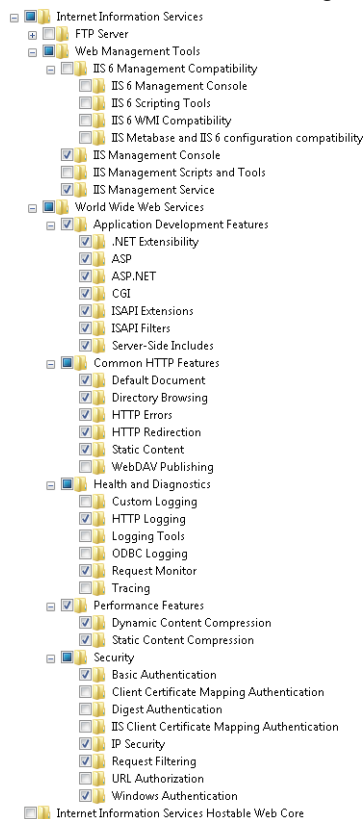 Internet Information Services
FTP Server
Web Management Tools
IIS 6 Management Compatibility
IIS 6 Management Console
IIS 6 Scripting Tools
IIS 6 WMI Compatibility
IIS Metabase and IIS 6 configuration compatibility
IIS Management Console
IIS Management Scripts and Tools
IIS Management Service
World Wide Web Services
Application Development Features
.NET Extensibility
ASP
ASP.NET
CGI
ISAPI Extensions
ISAPI Filters
Server-Side Includes
Common HTTP Features
Default Document
Directory Browsing
HTTP Errors
HTTP Redirection
Static Content
WebDAV Publishing
Health and Diagnostics
Custom Logging
HTTP Logging
Logging Tools
ODBC Logging
Request Monitor
Tracing
Performance Features
Dynamic Content Compression
Static Content Compression
Security
Basic Authentication
Client Certificate Mapping Authentication
Digest Authentication
IIS Client Certificate Mapping Authentication
IP Security
Request Filtering
URL Authorization
Windows Authentication
Internet Information Services Hostable Web Core